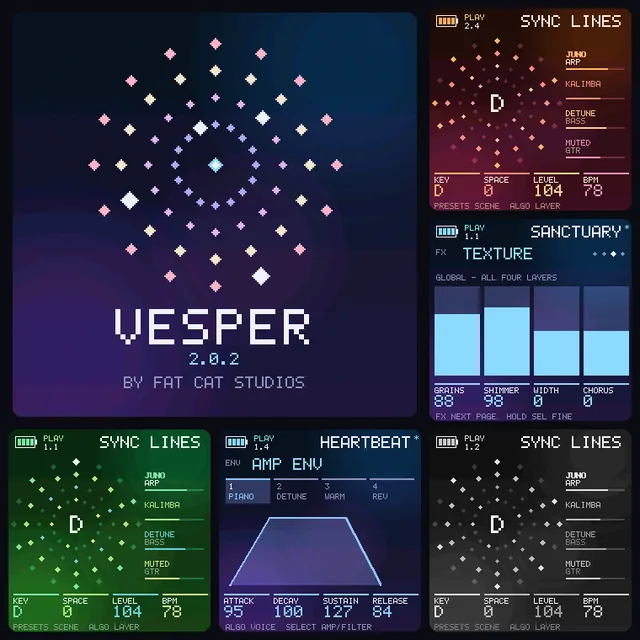 VESPER
2.0.2
BY FAT CAT STUDIOS
PLAY
2.4
SYNC LINES
D
JUNO
ARP
KALIMBA
DETUNE
BASS
MUTED
GTR
KEY SPACE LEVEL BPM
D 0 104 78
PRESETS SCENE ALGO LAYER
PLAY
1.1
SANCTUARY*
FX TEXTURE
GLOBAL - ALL FOUR LAYERS
GRAINS SHIMMER WIDTH CHORUS
88 98 0 0
FX NEXT PAGE HOLD SEL FINE
PLAY
1.1
SYNC LINES
D
JUNO
ARP
KALIMBA
DETUNE
BASS
MUTED
GTR
KEY SPACE LEVEL BPM
D 0 104 78
PRESETS SCENE ALGO LAYER
PLAY
1.4
HEARTBEAT*
ENV AMP ENV
1 2 3 4
PIANO DETUNE WARM REV
ATTACK DECAY SUSTAIN RELEASE
95 100 127 84
ALGO VOICE SELECT AMP/FILTER
PLAY
1.2
SYNC LINES
D
JUNO
ARP
KALIMBA
DETUNE
BASS
MUTED
GTR
KEY SPACE LEVEL BPM
D 0 104 78
PRESETS SCENE ALGO LAYER